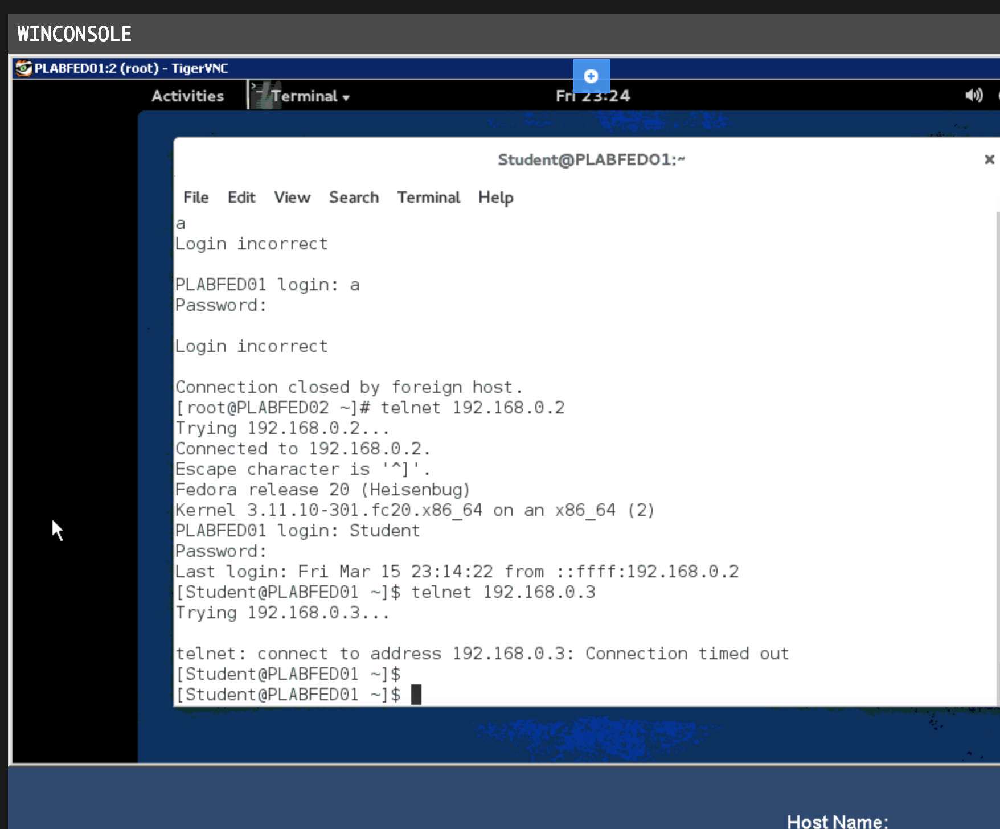 WINCONSOLE
PLABFED01:2 (root) - TigerVNC
Activities Terminal Fri 23:24
Student@PLABFED01:~
File Edit View Search Terminal Help
a
Login incorrect
PLABFED01 login: a
Password:
Login incorrect
Connection closed by foreign host.
[root@PLABFED02 ~]# telnet 192.168.0.2
Trying 192.168.0.2...
Connected to 192.168.0.2.
Escape character is '^]'.
Fedora release 20 (Heisenbug)
Kernel 3.11.10-301.fc20.x86_64 on an x86_64 (2)
PLABFED01 login: Student
Password:
Last login: Fri Mar 15 23:14:22 from ::ffff:192.168.0.2
[Student@PLABFED01 ~]$ telnet 192.168.0.3
Trying 192.168.0.3...
telnet: connect to address 192.168.0.3: Connection timed out
[Student@PLABFED01 ~]$
[Student@PLABFED01 ~]$
Host Name: